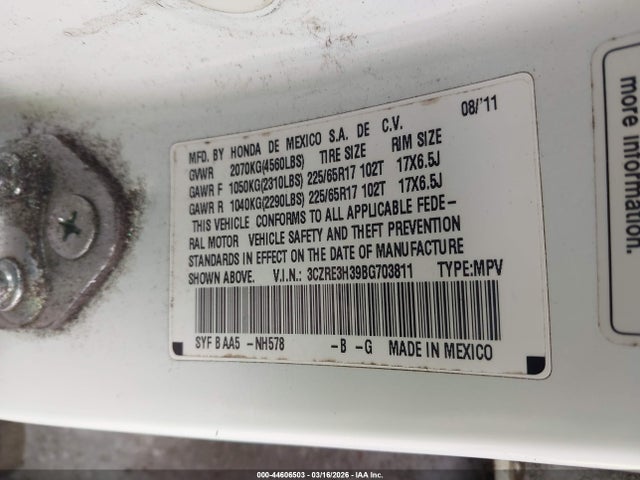 08/'11
MFD. BY HONDA DE MEXICO S.A. DE C.V.
GVWR 2070KG(4560LBS) TIRE SIZE RIM SIZE
GAWR F 1050KG(2310LBS) 225/65R17 102T 17X6.5J
GAWR R 1040KG(2290LBS) 225/65R17 102T 17X6.5J
THIS VEHICLE CONFORMS TO ALL APPLICABLE FEDE-
RAL MOTOR VEHICLE SAFETY AND THEFT PREVENTION
STANDARDS IN EFFECT ON THE DATE OF MANUFACTURE
SHOWN ABOVE. V.I.N.: 3CZRE3H39BG703811 TYPE:MPV
SYF B AA5 -NH578 -B -G MADE IN MEXICO
more information.
000-44606503 - 03/16/2026 - IAA Inc.